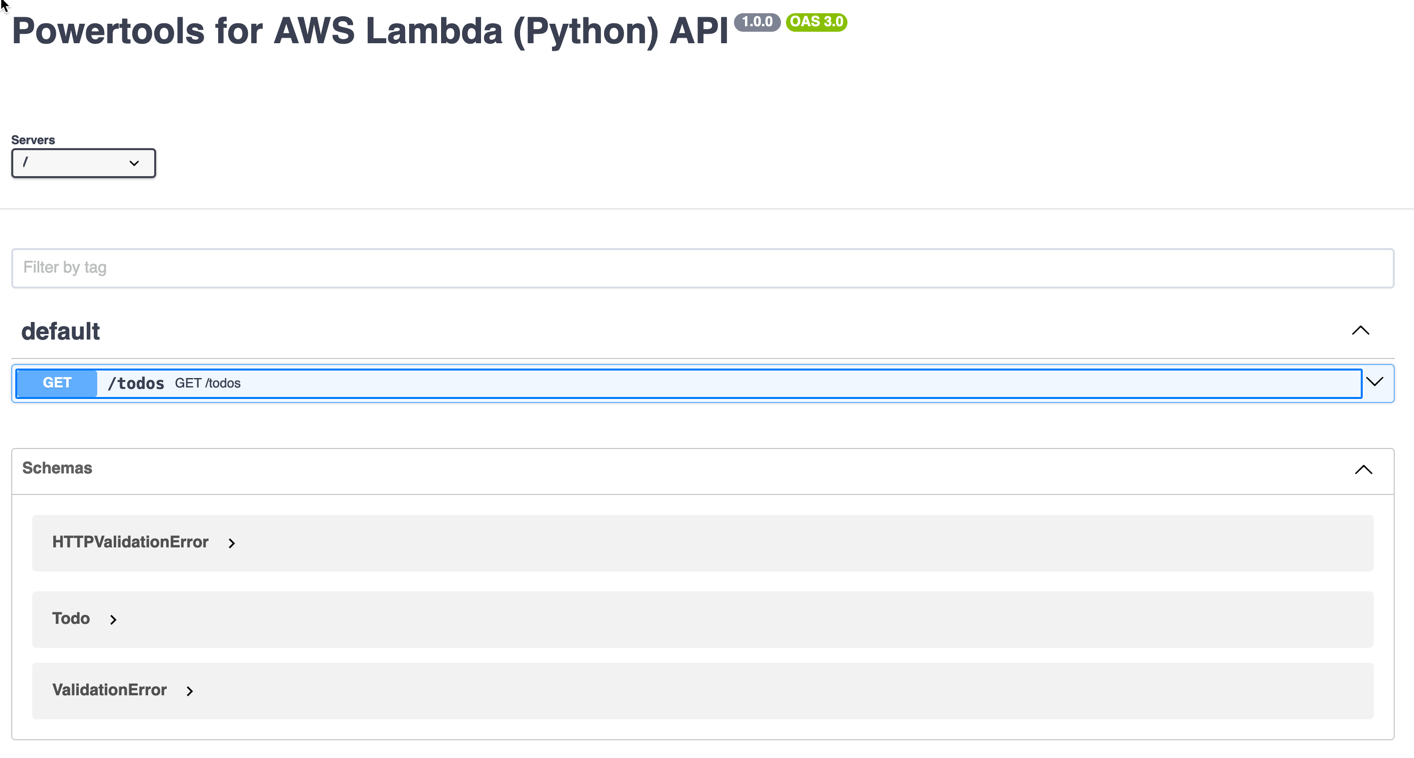 Powertools for AWS Lambda (Python) API 1.0.0 OAS 3.0
Servers
/
Filter by tag
default
GET /todos GET /todos
Schemas
HTTPValidationError
Todo
ValidationError